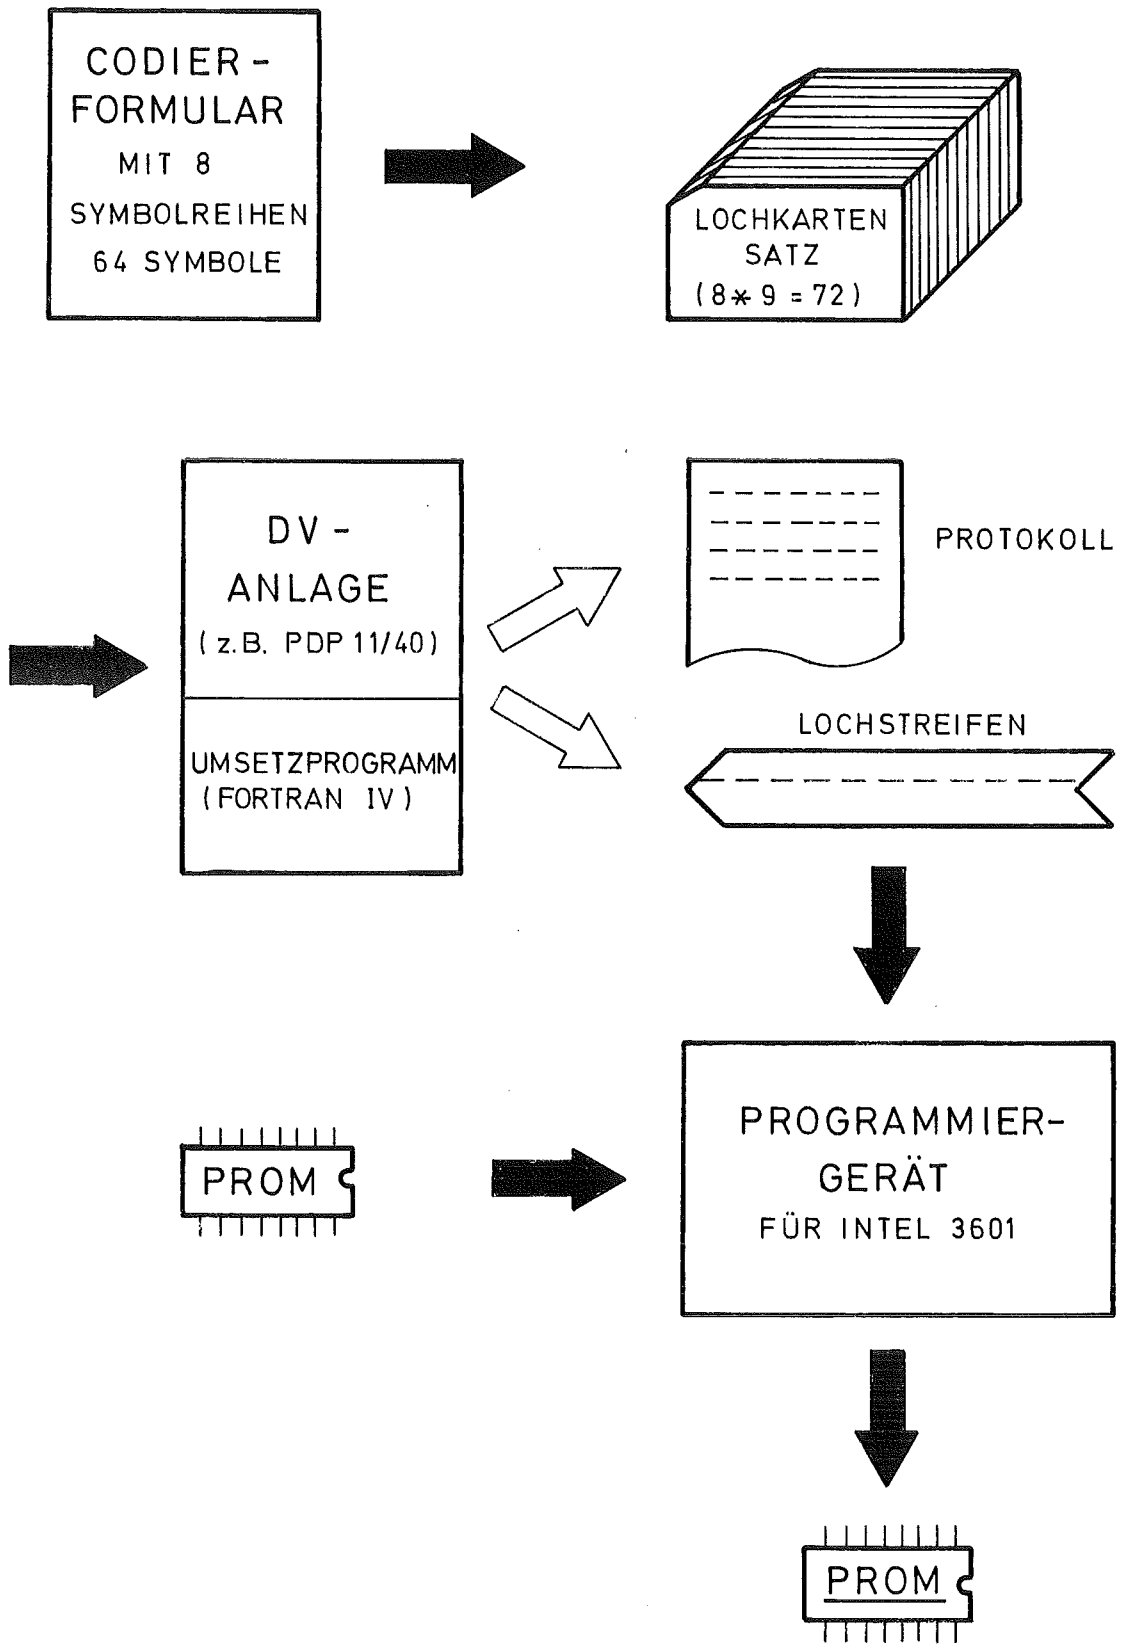 CODIER-
FORMULAR
MIT 8
SYMBOLREIHEN
64 SYMBOLE
LOCHKARTEN
SATZ
(8*9=72)
DV-
ANLAGE
(z.B. PDP 11/40)
UMSETZPROGRAMM
(FORTRAN IV)
PROTOKOLL
LOCHSTREIFEN
PROM
PROGRAMMIER-
GERÄT
FÜR INTEL 3601
PROM